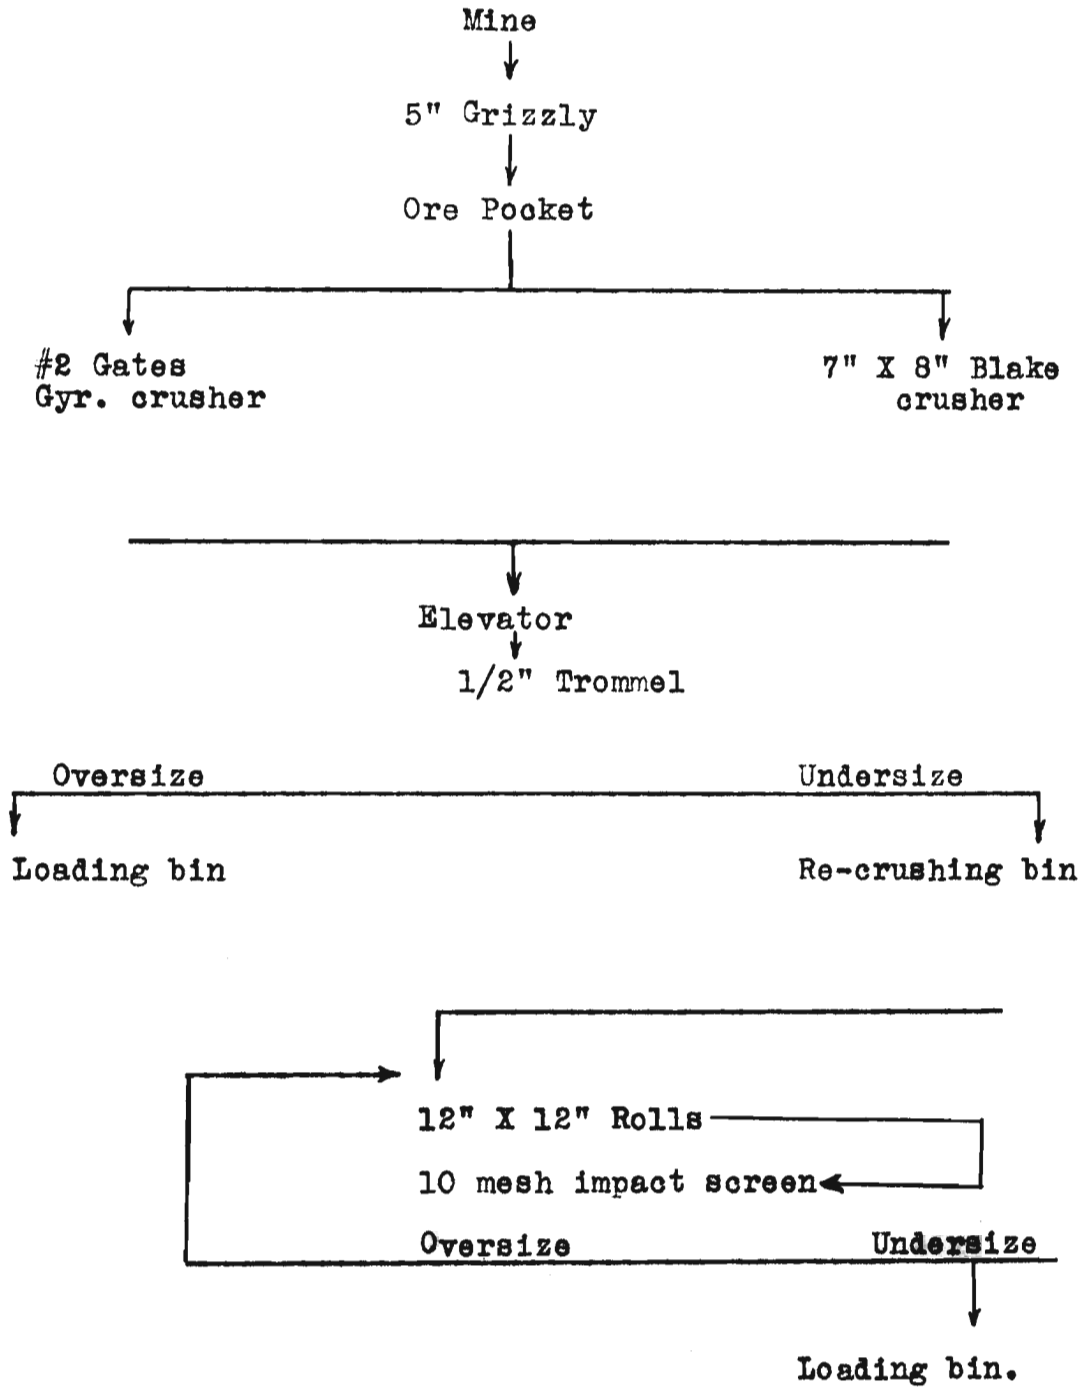 Mine
5" Grizzly
Ore Pocket
#2 Gates
Gyr. crusher
7" X 8" Blake
crusher
Elevator
1/2" Trommel
Oversize
Undersize
Loading bin
Re-crushing bin
12" X 12" Rolls
10 mesh impact screen
Oversize
Undersize
Loading bin.